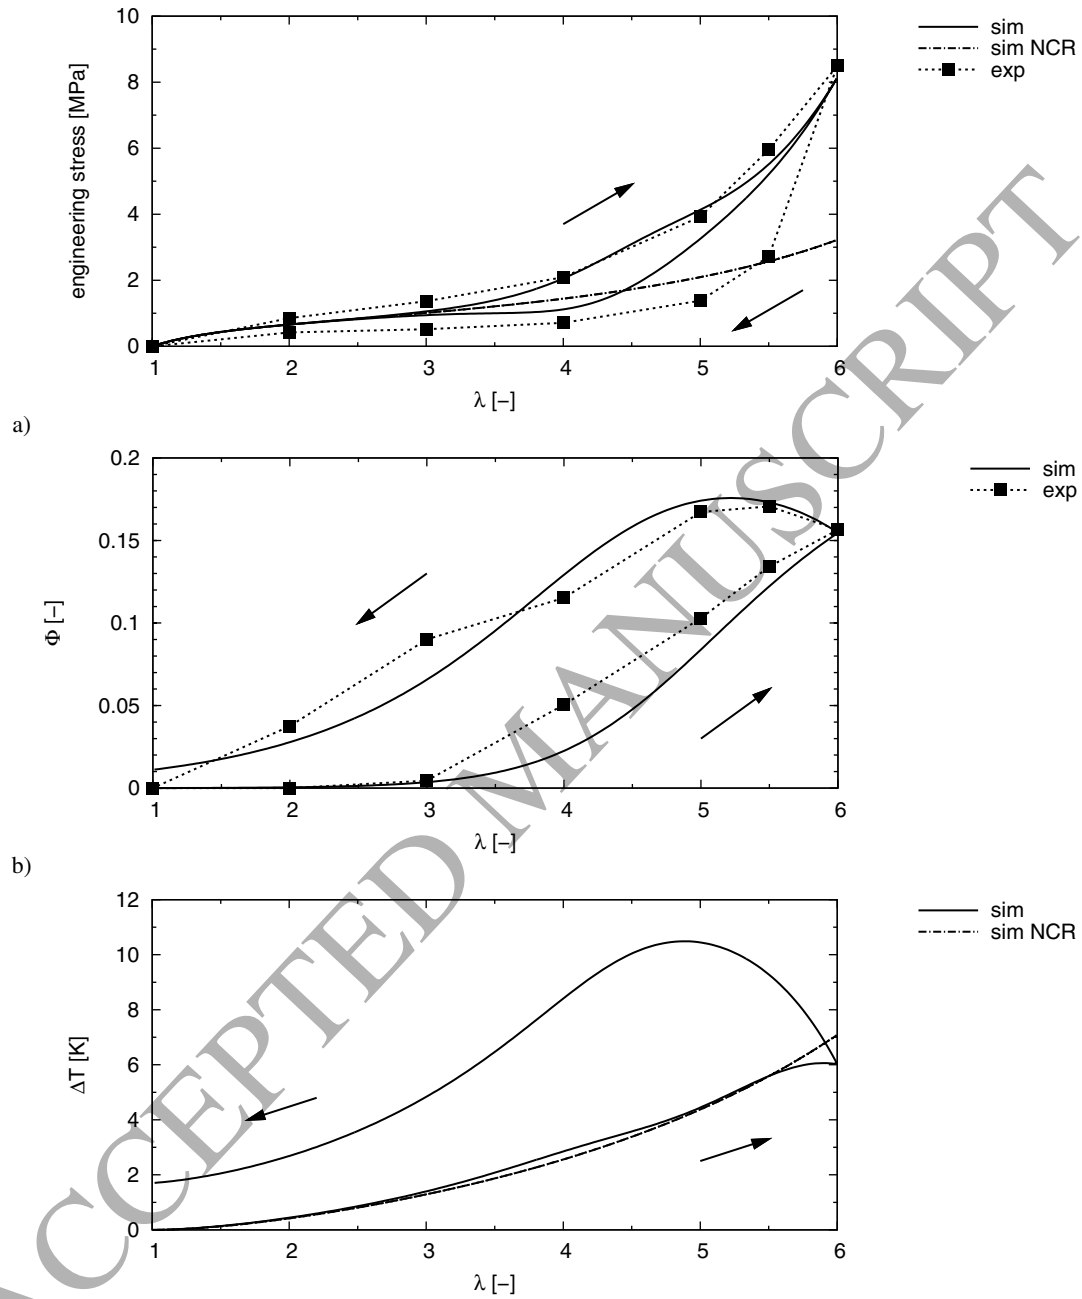 10
8
6
4
2
0
engineering stress [MPa]
1 2 3 4 5 6
λ [–]
sim
sim NCR
exp
a)
0.2
0.15
0.1
0.05
0
Φ [–]
1 2 3 4 5 6
λ [–]
sim
exp
b)
12
10
8
6
4
2
0
ΔT [K]
1 2 3 4 5 6
λ [–]
sim
sim NCR
ACCEPTED MANUSCRIPT